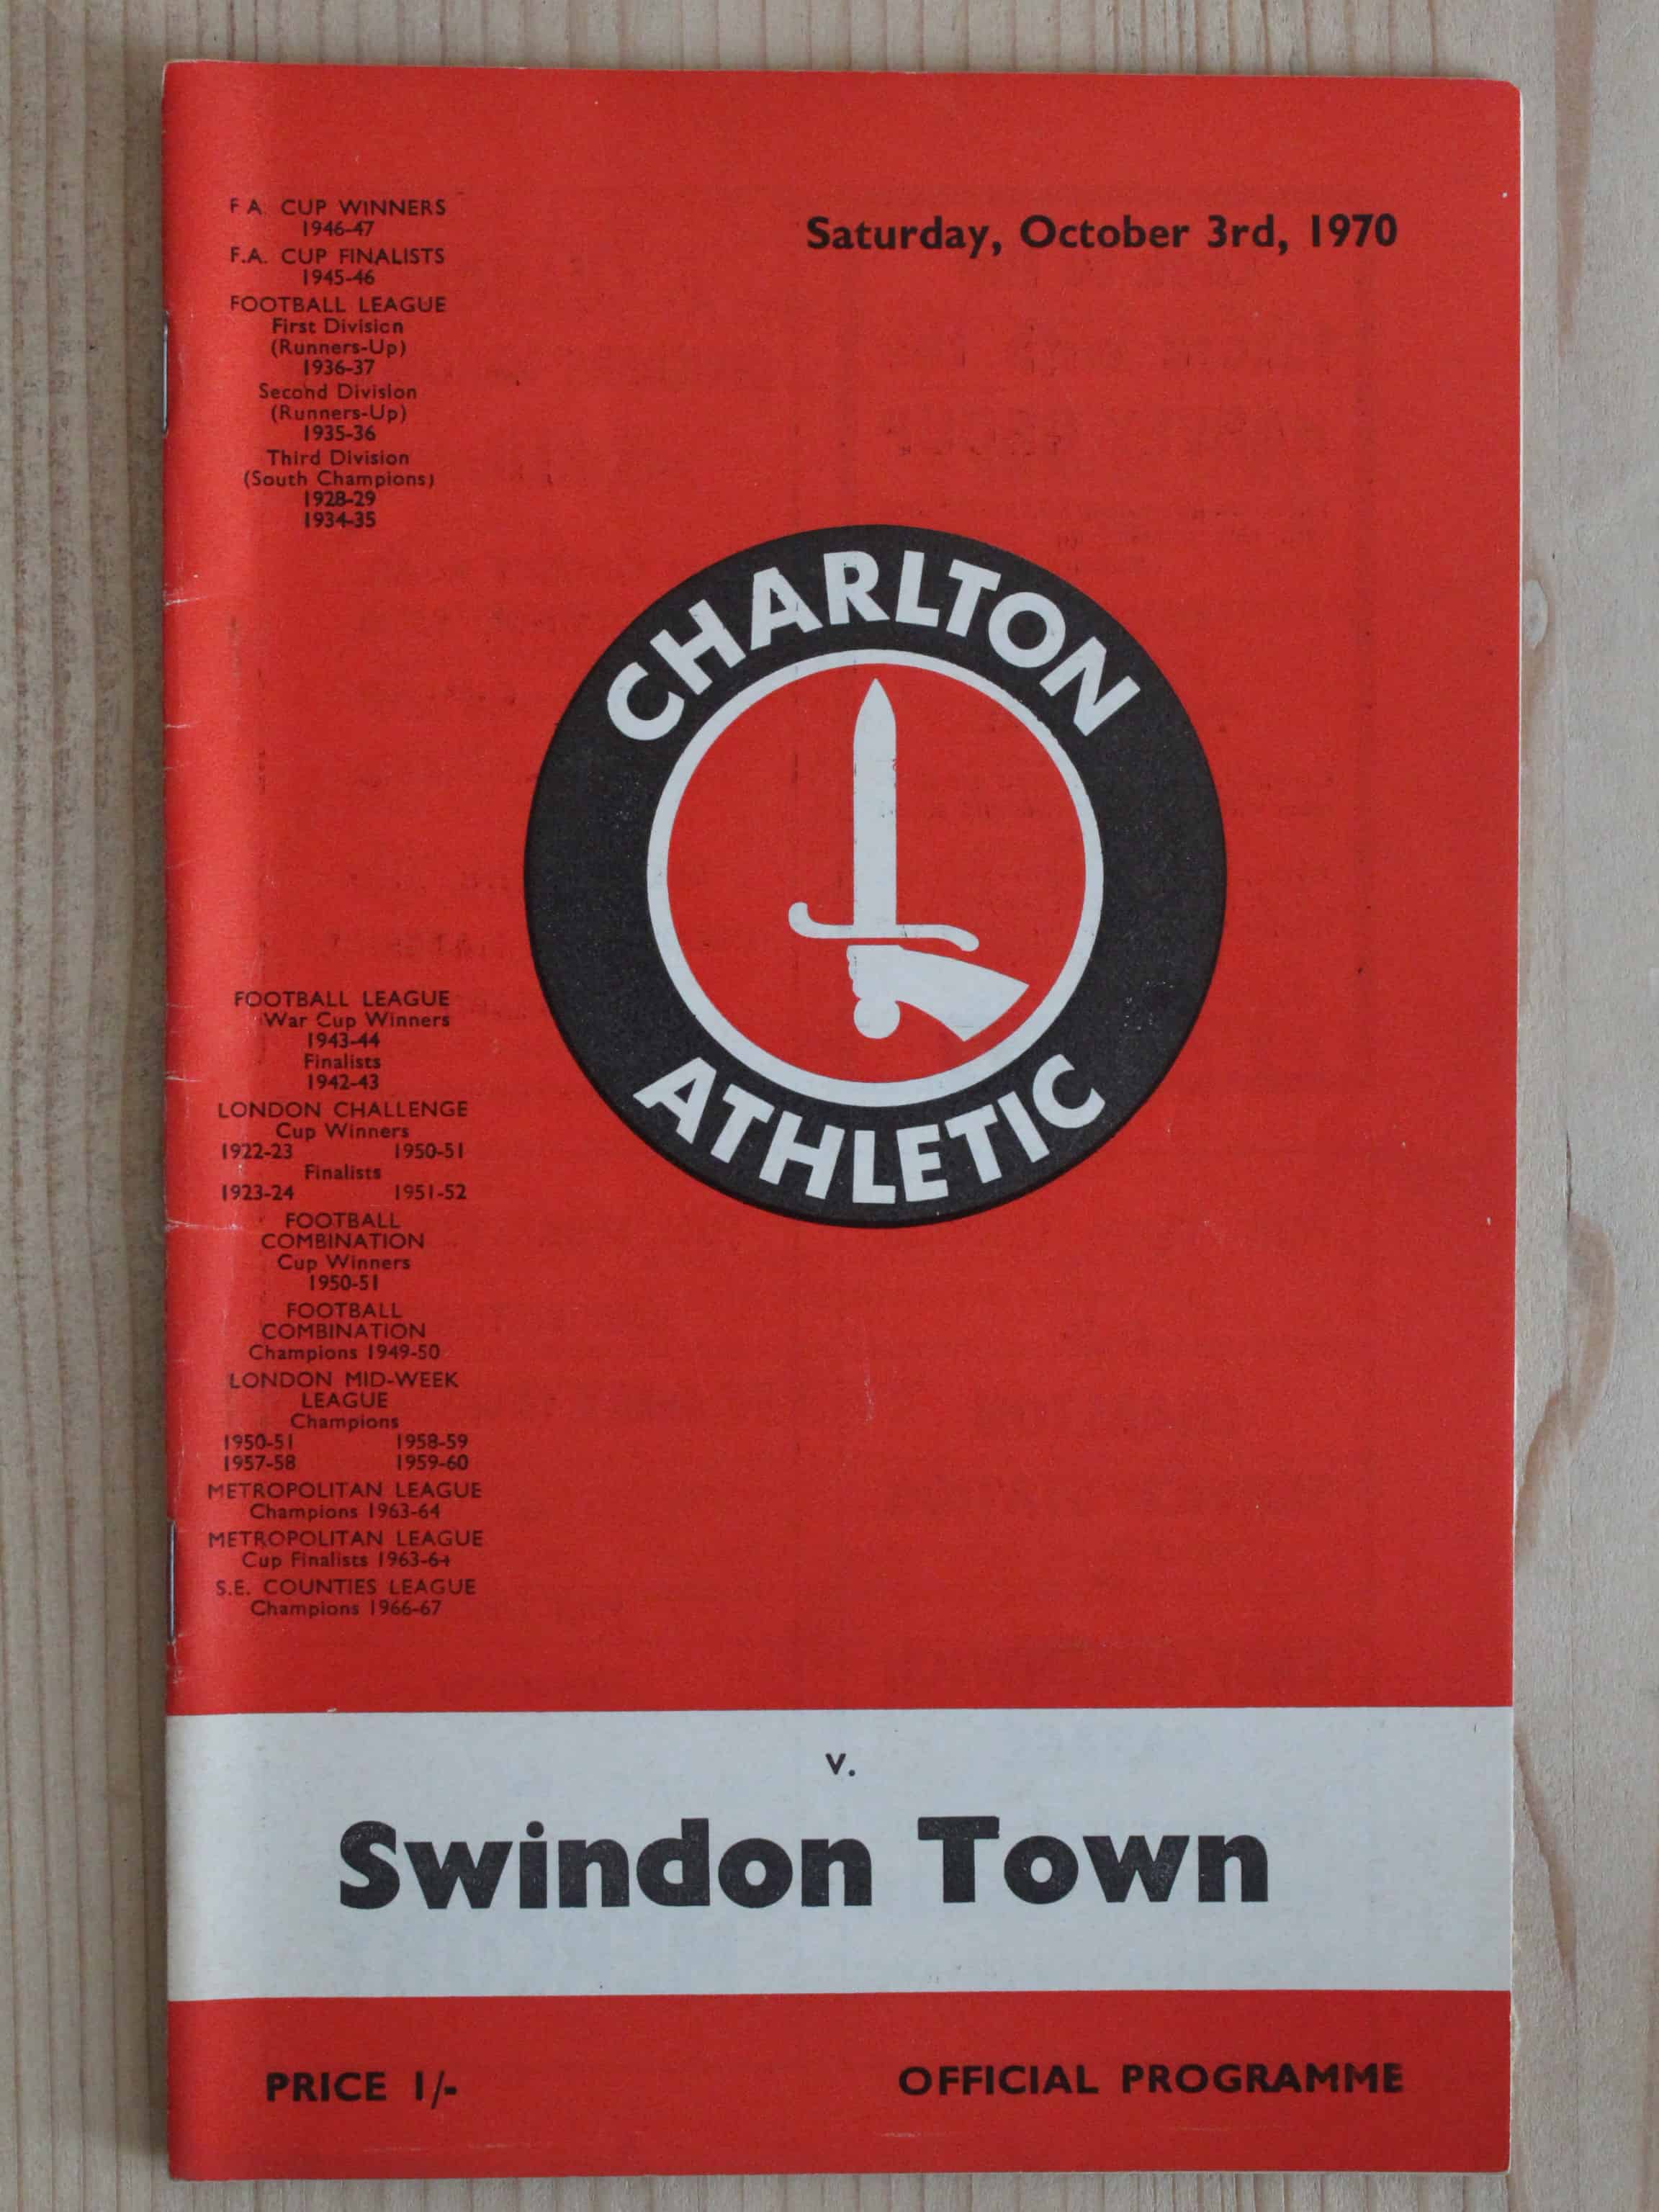 F A CUP WINNERS
1946-47
F.A. CUP FINALISTS
1945-46
FOOTBALL LEAGUE
First Division
(Runners-Up)
1936-37
Second Division
(Runners-Up)
1935-36
Third Division
(South Champions)
1928-29
1934-35
Saturday, October 3rd, 1970
CHARLTON
ATHLETIC
FOOTBALL LEAGUE
War Cup Winners
1943-44
Finalists
1942-43
LONDON CHALLENGE
Cup Winners
1922-23 1950-51
Finalists
1923-24 1951-52
FOOTBALL
COMBINATION
Cup Winners
1950-51
FOOTBALL
COMBINATION
Champions 1949-50
LONDON MID-WEEK
LEAGUE
Champions
1950-51 1958-59
1957-58 1959-60
METROPOLITAN LEAGUE
Champions 1963-64
METROPOLITAN LEAGUE
Cup Finalists 1963-64
S.E. COUNTIES LEAGUE
Champions 1966-67
v.
Swindon Town
PRICE 1/-
OFFICIAL PROGRAMME